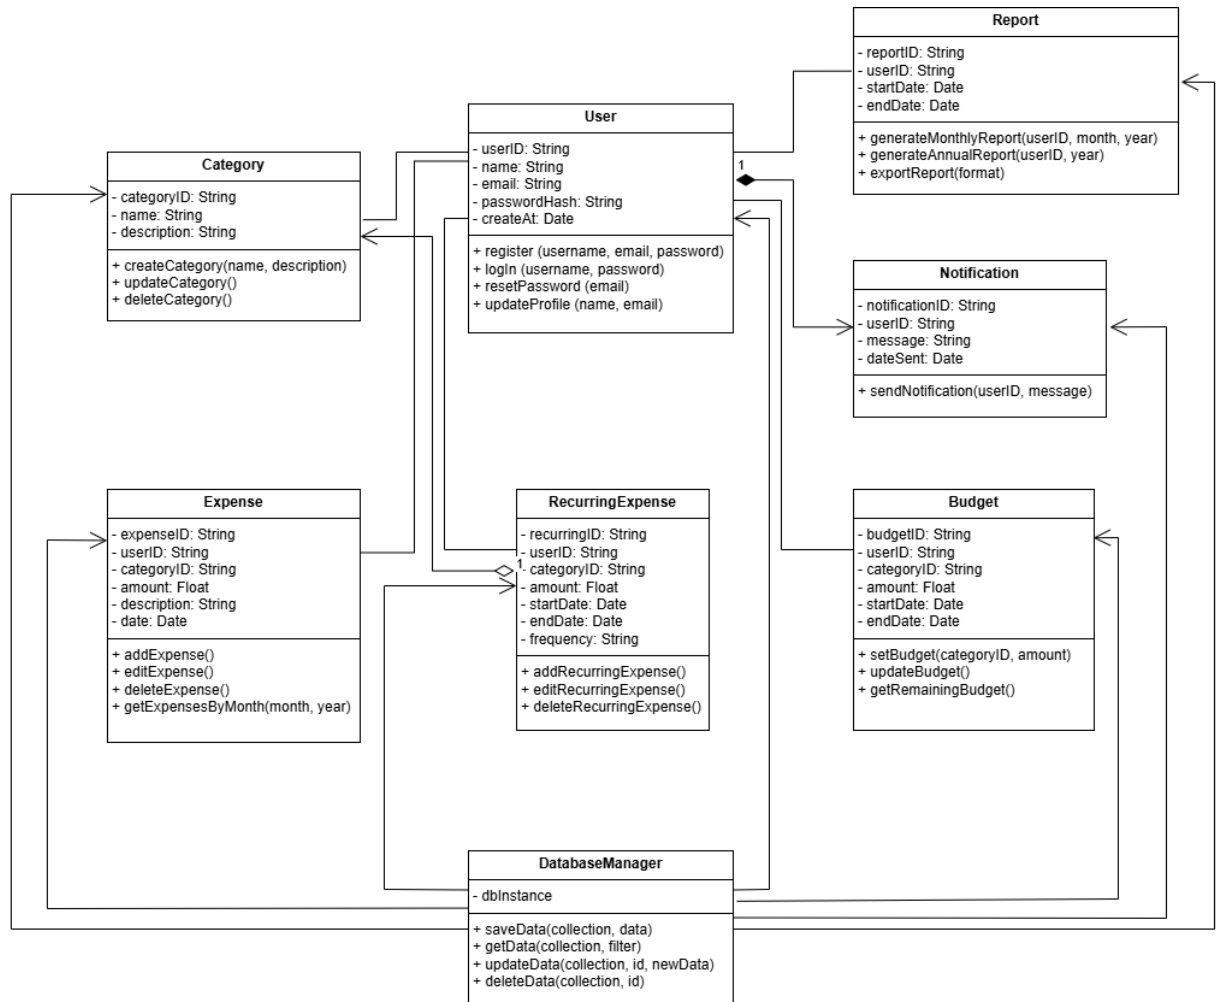 Report
- reportID: String
- userID: String
- startDate: Date
- endDate: Date
+ generateMonthlyReport(userID, month, year)
+ generateAnnualReport(userID, year)
+ exportReport(format)
User
- userID: String
- name: String
- email: String
- passwordHash: String
- createAt: Date
+ register (username, email, password)
+ logIn (username, password)
+ resetPassword (email)
+ updateProfile (name, email)
1
Category
- categoryID: String
- name: String
- description: String
+ createCategory(name, description)
+ updateCategory()
+ deleteCategory()
Notification
- notificationID: String
- userID: String
- message: String
- dateSent: Date
+ sendNotification(userID, message)
Expense
- expenseID: String
- userID: String
- categoryID: String
- amount: Float
- description: String
- date: Date
+ addExpense()
+ editExpense()
+ deleteExpense()
+ getExpensesByMonth(month, year)
RecurringExpense
- recurringID: String
- userID: String
1
- categoryID: String
- amount: Float
- startDate: Date
- endDate: Date
- frequency: String
+ addRecurringExpense()
+ editRecurringExpense()
+ deleteRecurringExpense()
Budget
- budgetID: String
- userID: String
- categoryID: String
- amount: Float
- startDate: Date
- endDate: Date
+ setBudget(categoryID, amount)
+ updateBudget()
+ getRemainingBudget()
DatabaseManager
- dbInstance
+ saveData(collection, data)
+ getData(collection, filter)
+ updateData(collection, id, newData)
+ deleteData(collection, id)